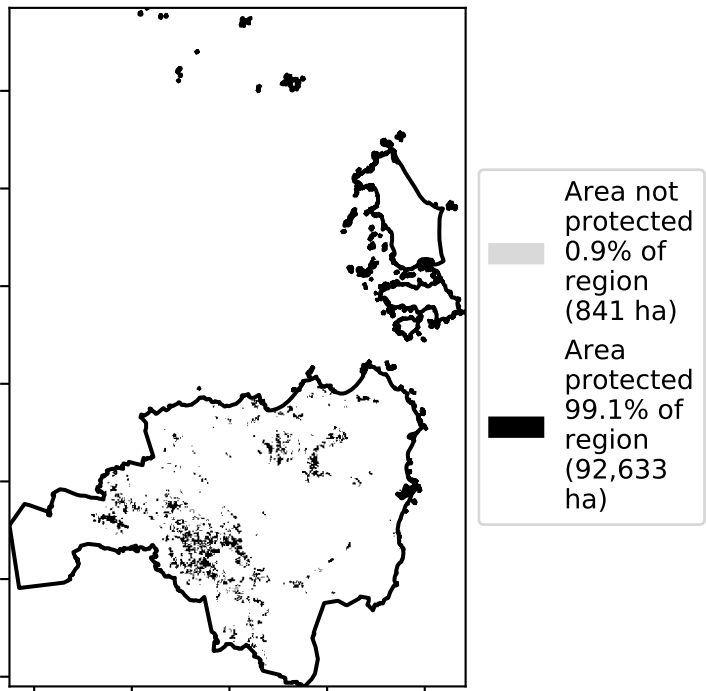 Area not
protected
0.9% of
region
(841 ha)
Area
protected
99.1% of
region
(92,633
ha)